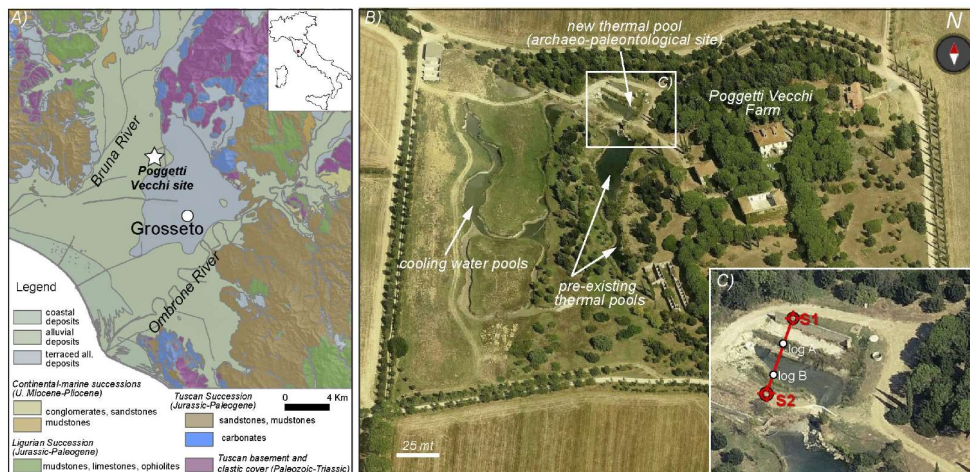 A)
Bruna River
Poggetti
Vecchi site
Grosseto
Ombrone River
Legend
coastal
deposits
alluvial
deposits
terraced all.
deposits
Continental-marine successions
(U. Miocene-Pliocene)
conglomerates, sandstones
mudstones
Ligurian Succession
(Jurassic-Paleogene)
mudstones, limestones, ophiolites
0
4 Km
Tuscan Succession
(Jurassic-Paleogene)
sandstones, mudstones
carbonates
Tuscan basement and
clastic cover (Paleozoic-Triassic)
B)
new thermal pool
(archaeo-paleontological site)
C)
N
Poggetti Vecchi
Farm
cooling water pools
pre-existing
thermal pools
25 mt
C)
S1
log A
log B
S2